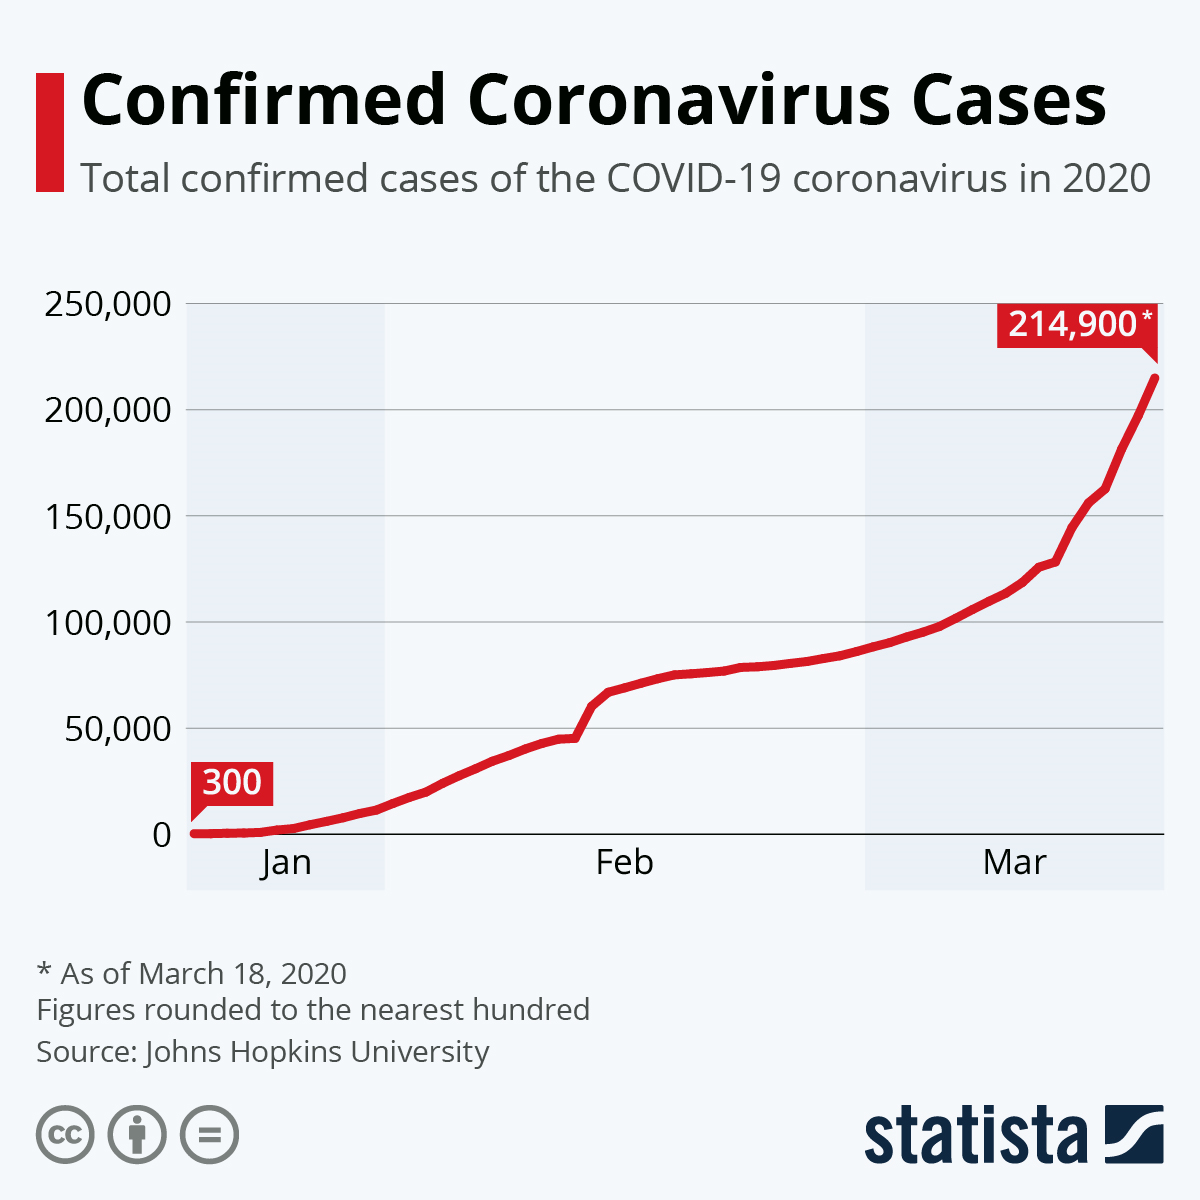 Confirmed Coronavirus Cases
Total confirmed cases of the COVID-19 coronavirus in 2020
250,000
200,000
150,000
100,000
50,000
0
214,900*
300
Jan
Feb
Mar
* As of March 18, 2020
Figures rounded to the nearest hundred
Source: Johns Hopkins University
cc
=
statista